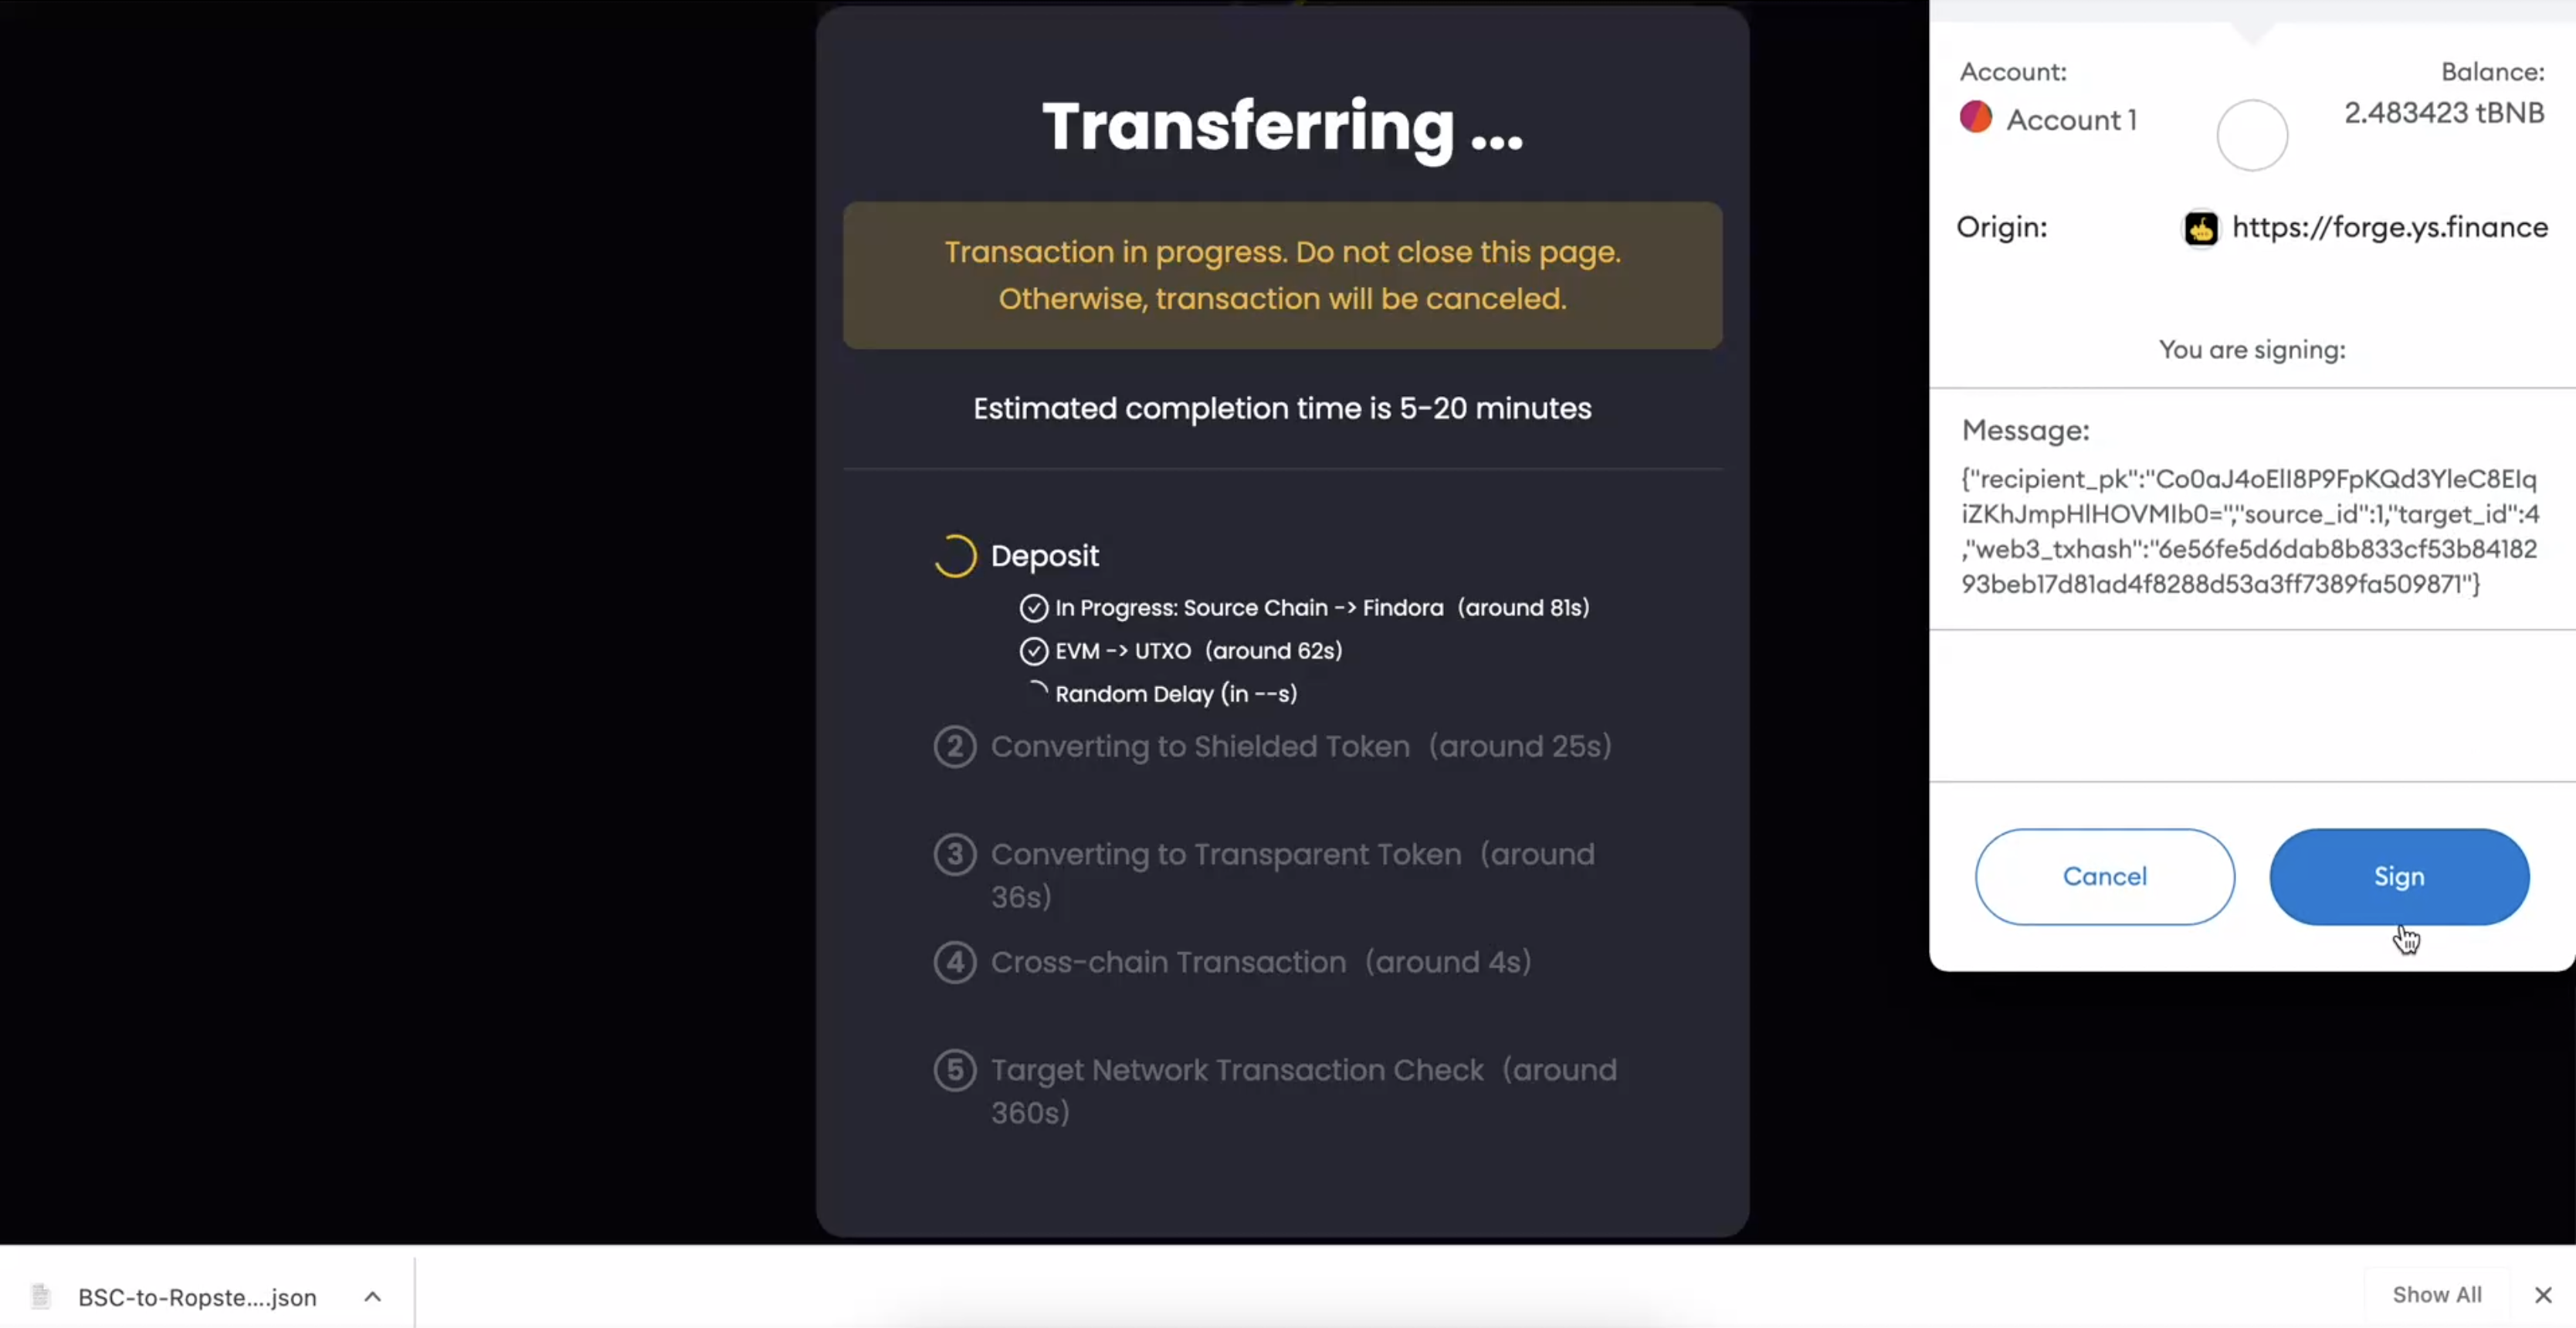 Transferring ...
Transaction in progress. Do not close this page.
Otherwise, transaction will be canceled.
Estimated completion time is 5-20 minutes
Deposit
In Progress: Source Chain -> Findora (around 81s)
EVM -> UTXO (around 62s)
Random Delay (in --s)
2 Converting to Shielded Token (around 25s)
3 Converting to Transparent Token (around
36s)
4 Cross-chain Transaction (around 4s)
5 Target Network Transaction Check (around
360s)
Account:
Balance:
Account 1
2.483423 tBNB
Origin:
https://forge.ys.finance
You are signing:
Message:
{"recipient_pk":"Co0aJ4oElI8P9FpKQd3YleC8EIq
iZKhJmpHlHOVMIb0=","source_id":1,"target_id":4
,"web3_txhash":"6e56fe5d6dab8b833cf53b84182
93beb17d81ad4f8288d53a3ff7389fa509871"}
Cancel
Sign
BSC-to-Ropste....json
Show All